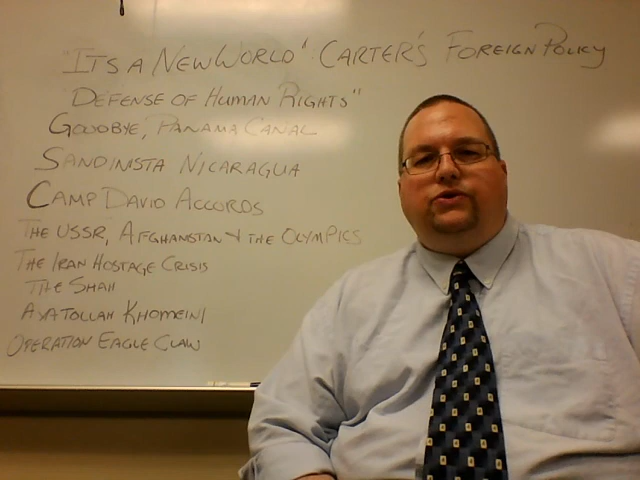 "ITS A NEW WORLD" CARTER'S FOREIGN POLICY
DEFENSE OF HUMAN RIGHTS"
GOODBYE, PANAMA CANAL
SANDINISTA NICARAGUA
CAMP DAVID ACCORDS
THE USSR, AFGHANSTAN + THE OLYMPICS
THE IRAN HOSTAGE CRISIS
THE SHAH
AYATOLLAH KHOMEINI
OPERATION EAGLE CLAW